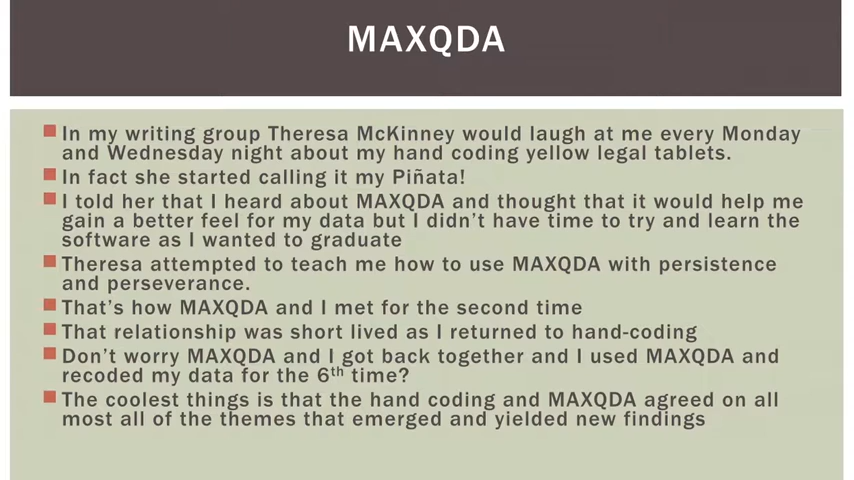 MAXQDA
In my writing group Theresa McKinney would laugh at me every Monday
and Wednesday night about my hand coding yellow legal tablets.
In fact she started calling it my Piñata!
I told her that I heard about MAXQDA and thought that it would help me
gain a better feel for my data but I didn't have time to try and learn the
software as I wanted to graduate
Theresa attempted to teach me how to use MAXQDA with persistence
and perseverance.
That's how MAXQDA and I met for the second time
That relationship was short lived as I returned to hand-coding
Don't worry MAXQDA and I got back together and I used MAXQDA and
recoded my data for the 6th time?
The coolest things is that the hand coding and MAXQDA agreed on all
most all of the themes that emerged and yielded new findings